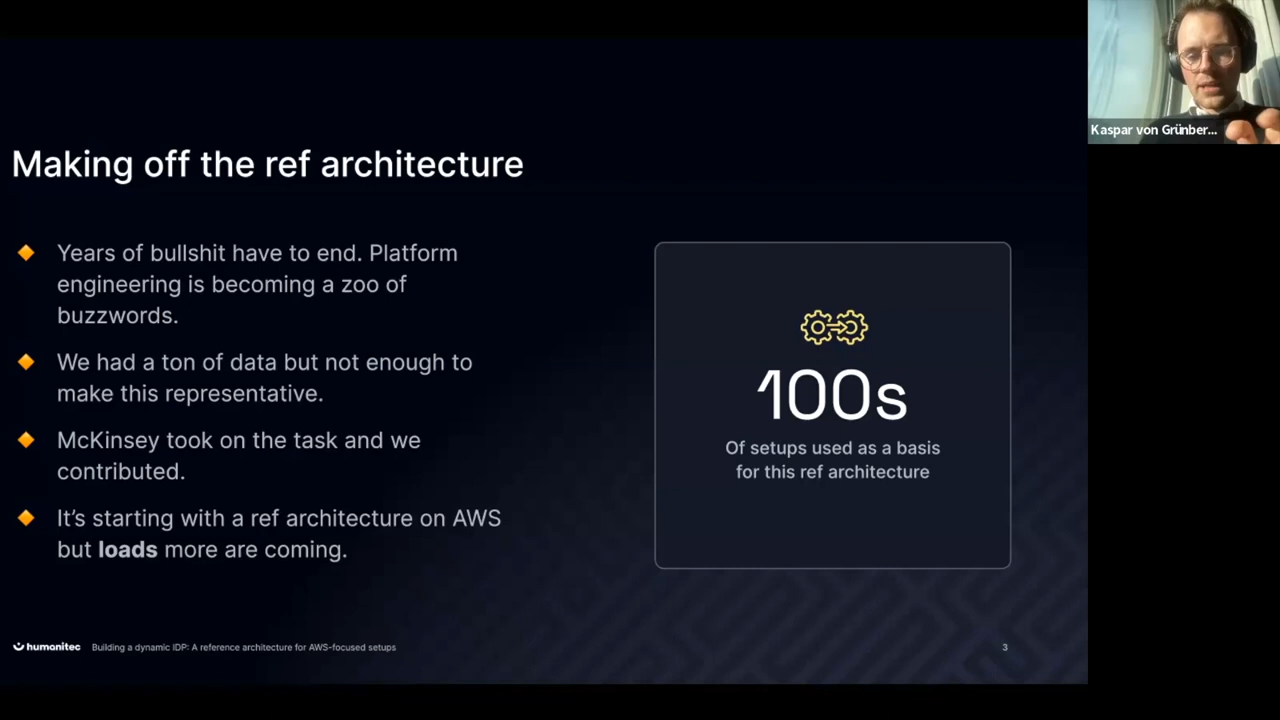 Kaspar von Grünber...
Making off the ref architecture
Years of bullshit have to end. Platform
engineering is becoming a zoo of
buzzwords.
We had a ton of data but not enough to
make this representative.
McKinsey took on the task and we
contributed.
It’s starting with a ref architecture on AWS
but loads more are coming.
100s
Of setups used as a basis
for this ref architecture
humanitec
Building a dynamic IDP: A reference architecture for AWS-focused setups
3